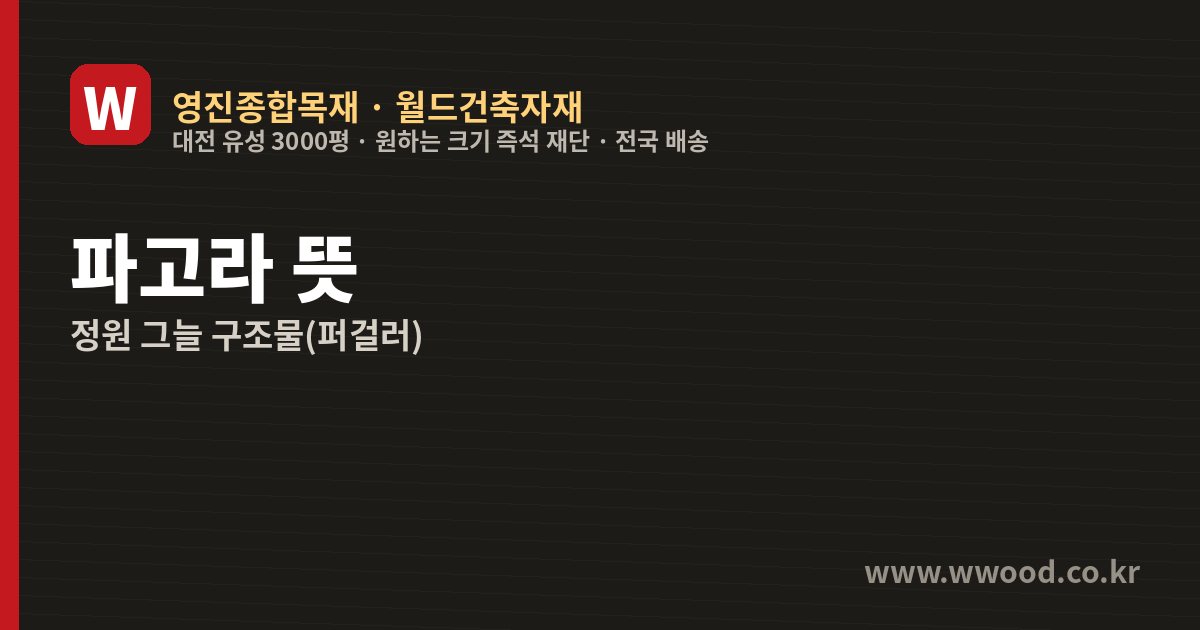 W
영진종합목재 · 월드건축자재
대전 유성 3000평 · 원하는 크기 즉석 재단 · 전국 배송
파고라 뜻
정원 그늘 구조물(퍼걸러)
www.wwood.co.kr